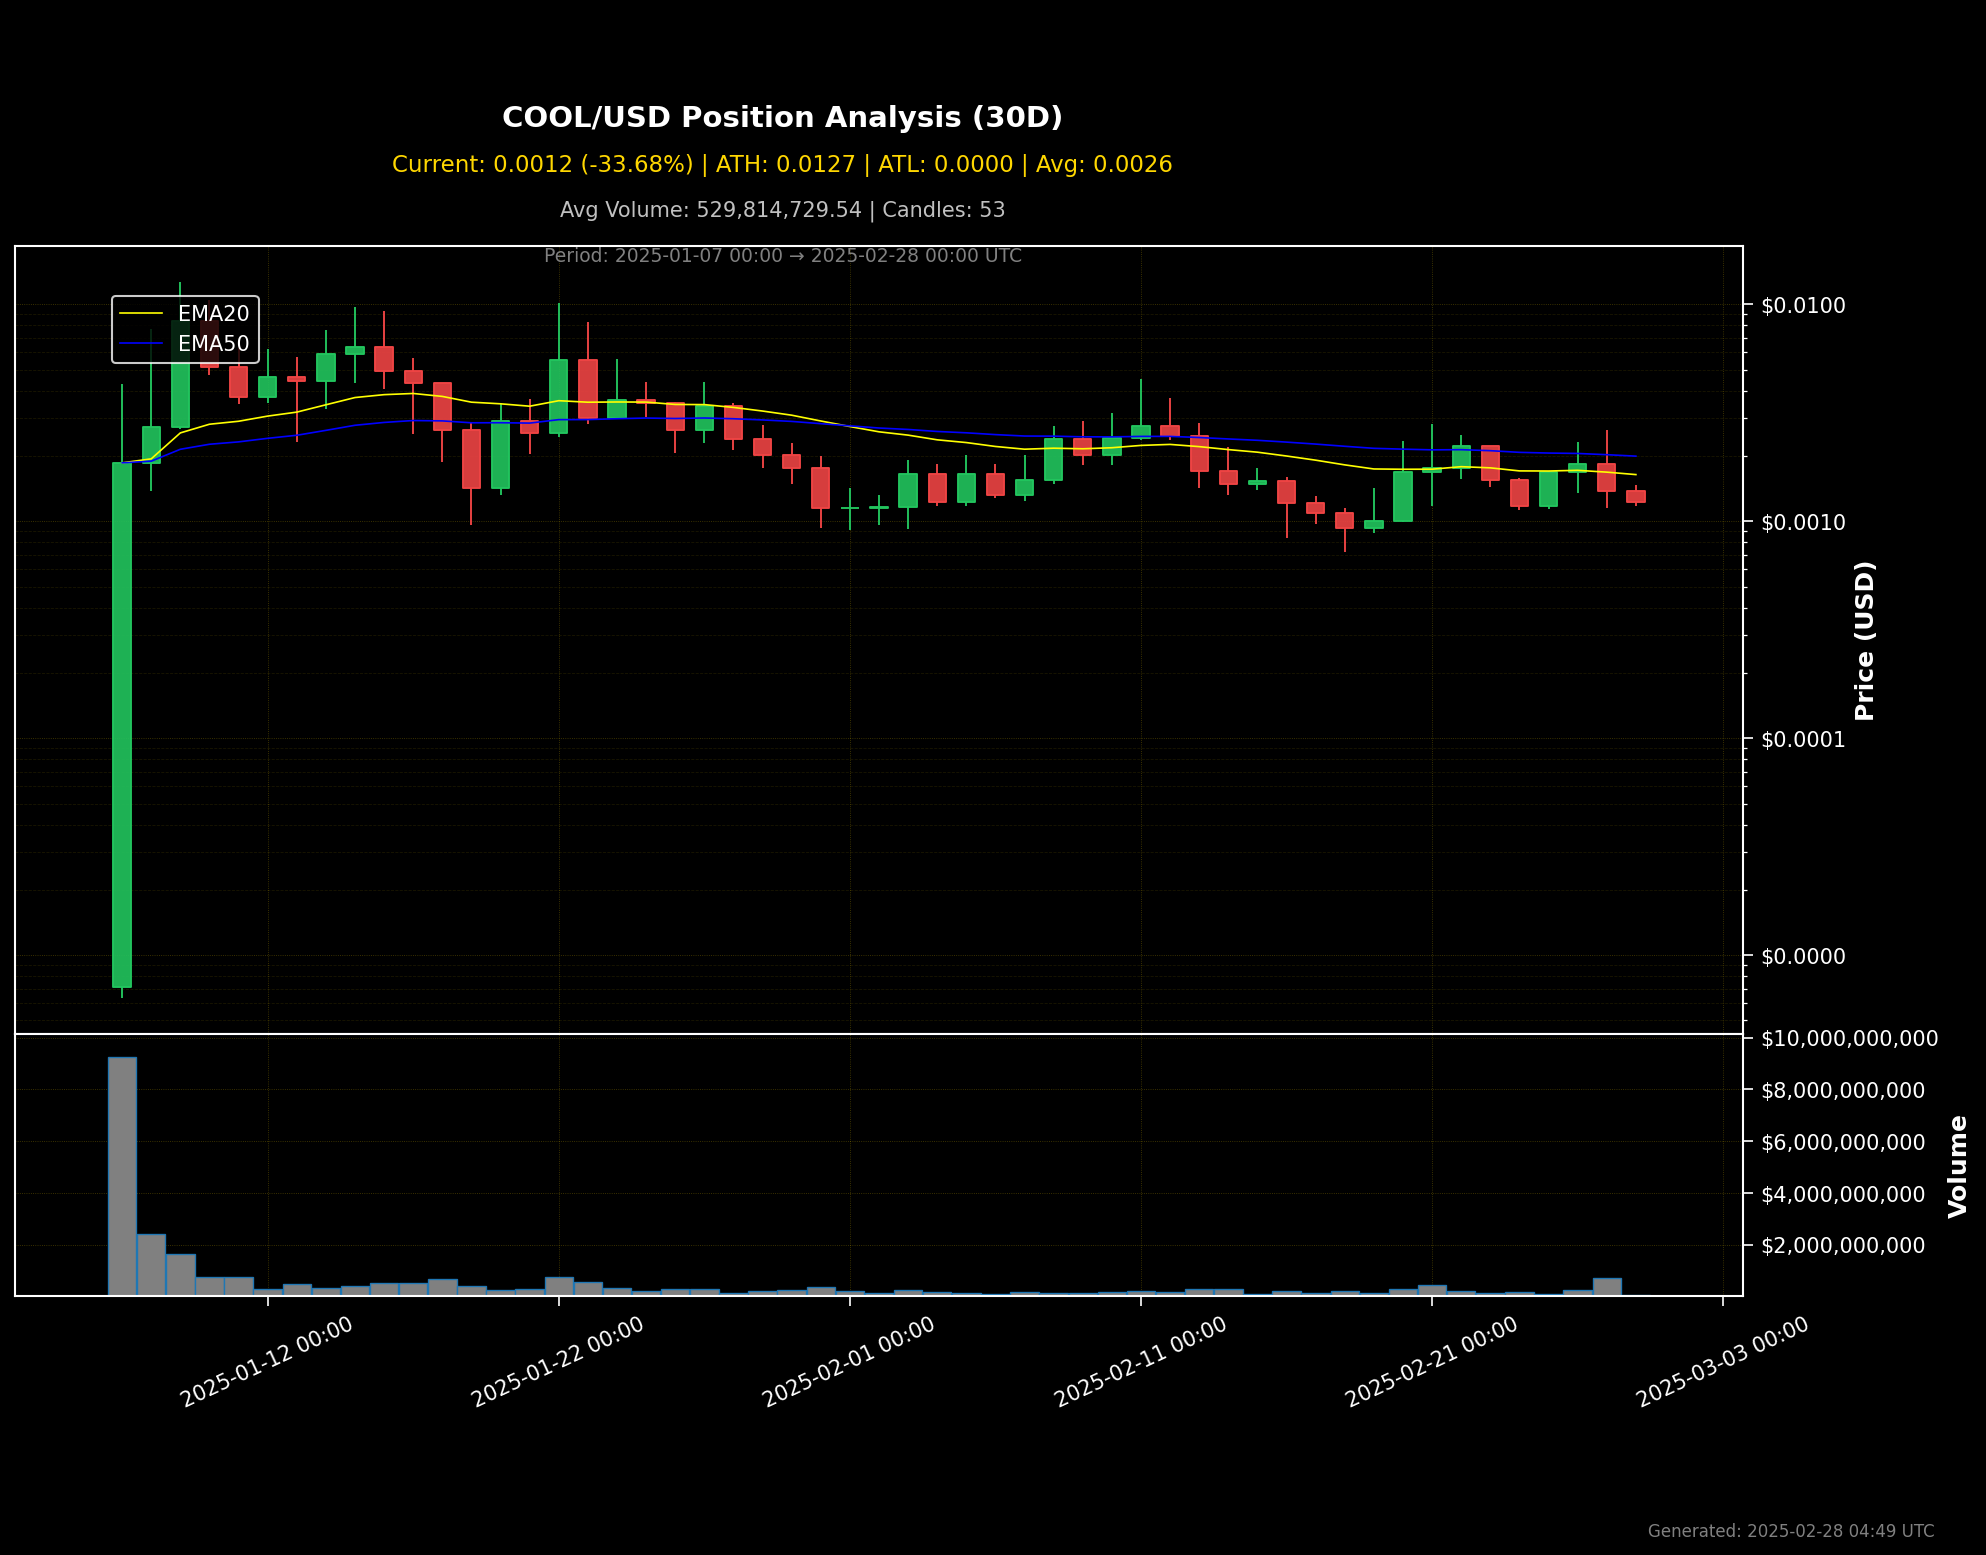 COOL/USD Position Analysis (30D)
Current: 0.0012 (-33.68%) | ATH: 0.0127 | ATL: 0.0000 | Avg: 0.0026
Avg Volume: 529,814,729.54 | Candles: 53
Period: 2025-01-07 00:00 → 2025-02-28 00:00 UTC
EMA20
EMA50
$0.0100
$0.0010
$0.0001
$0.0000
Price (USD)
$10,000,000,000
$8,000,000,000
$6,000,000,000
$4,000,000,000
$2,000,000,000
Volume
2025-01-12 00:00
2025-01-22 00:00
2025-02-01 00:00
2025-02-11 00:00
2025-02-21 00:00
2025-03-03 00:00
Generated: 2025-02-28 04:49 UTC